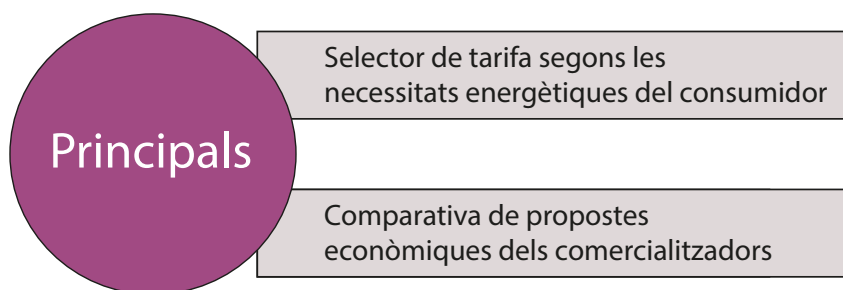 Principals
Selector de tarifa segons les
necessitats energètiques del consumidor
Comparativa de propostes
econòmiques dels comercialitzadors